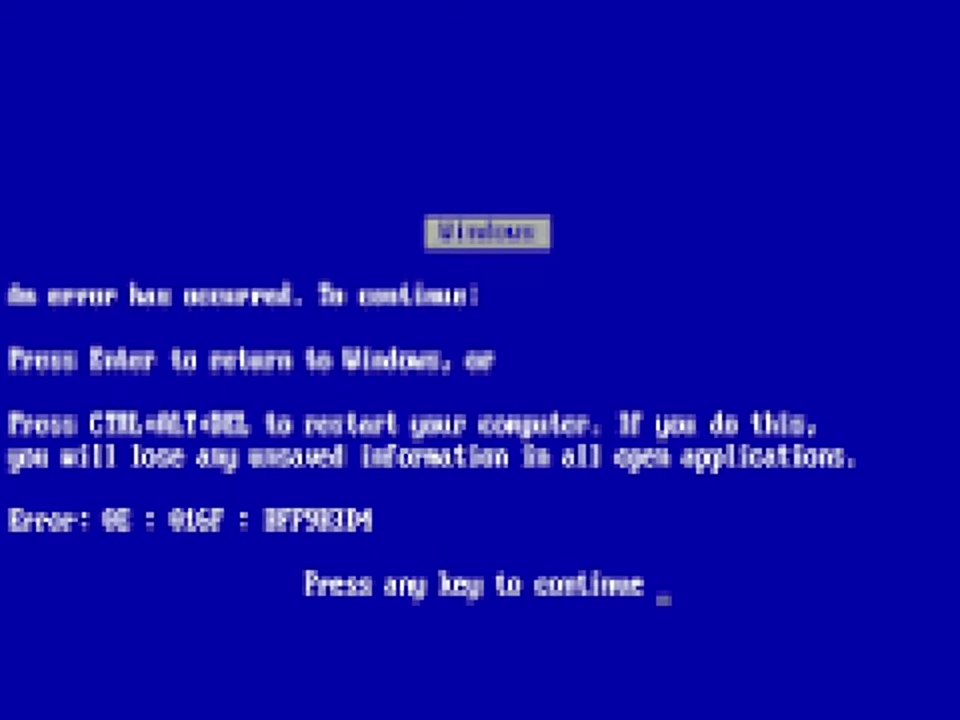 Windows
An error has occurred. To continue:
Press Enter to return to Windows, or
Press CTRL+ALT+DEL to restart your computer. If you do this,
you will lose any unsaved information in all open applications.
Error: 0E : 016F : BFF9B3D4
Press any key to continue _